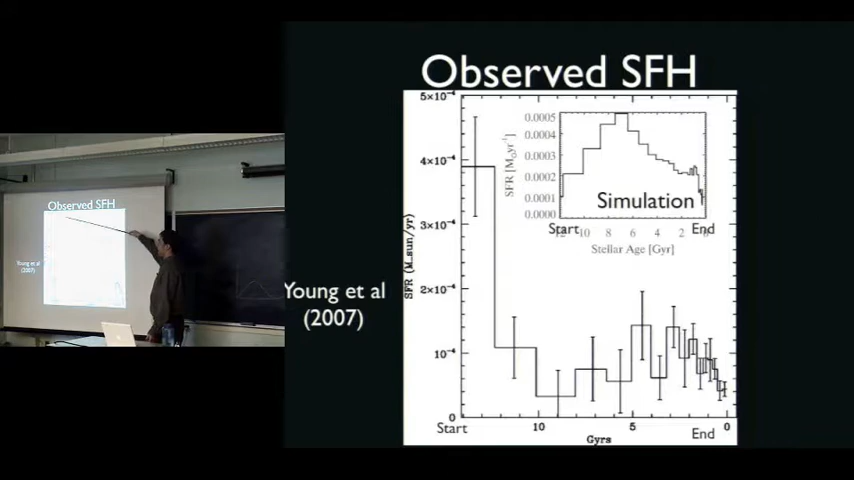 Observed SFH
Observed SFH
Young et al
(2007)
Young et al
(2007)
5×10⁻⁴
4×10⁻⁴
3×10⁻⁴
2×10⁻⁴
10⁻⁴
0
SFR (M_sun/yr)
Start
10
5
0
End
Gyrs
0.0005
0.0004
0.0003
0.0002
0.0001
0.0000
SFR [M⊙yr⁻¹]
Simulation
Start
End
12 10 8 6 4 2 0
Stellar Age [Gyr]